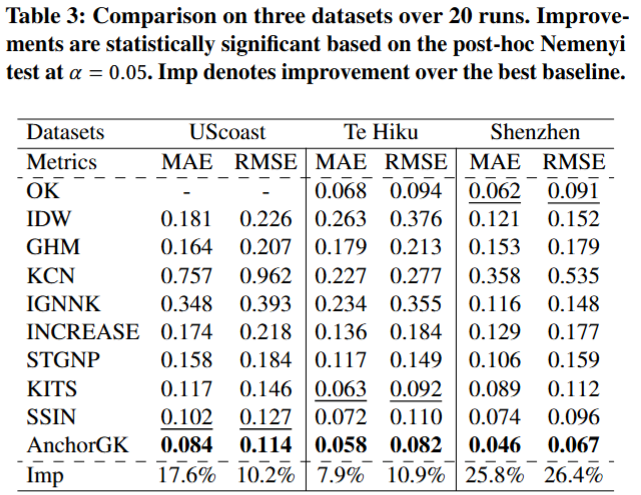 Table 3: Comparison on three datasets over 20 runs. Improve-
ments are statistically significant based on the post-hoc Nemenyi
test at α = 0.05. Imp denotes improvement over the best baseline.
Datasets UScoast Te Hiku Shenzhen
Metrics MAE RMSE MAE RMSE MAE RMSE
OK - - 0.068 0.094 0.062 0.091
IDW 0.181 0.226 0.263 0.376 0.121 0.152
GHM 0.164 0.207 0.179 0.213 0.153 0.179
KCN 0.757 0.962 0.227 0.277 0.358 0.535
IGNNK 0.348 0.393 0.234 0.355 0.116 0.148
INCREASE 0.174 0.218 0.136 0.184 0.129 0.177
STGNP 0.158 0.184 0.117 0.149 0.106 0.159
KITS 0.117 0.146 0.063 0.092 0.089 0.112
SSIN 0.102 0.127 0.072 0.110 0.074 0.096
AnchorGK 0.084 0.114 0.058 0.082 0.046 0.067
Imp 17.6% 10.2% 7.9% 10.9% 25.8% 26.4%